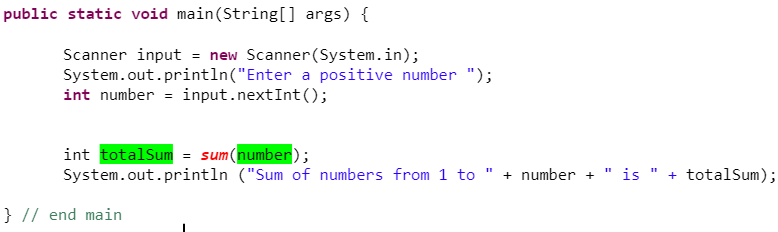 public static void main(String[] args) {
Scanner input = new Scanner(System.in);
System.out.println("Enter a positive number ");
int number = input.nextInt();
int totalSum = sum(number);
System.out.println ("Sum of numbers from 1 to " + number + " is " + totalSum);
} // end main